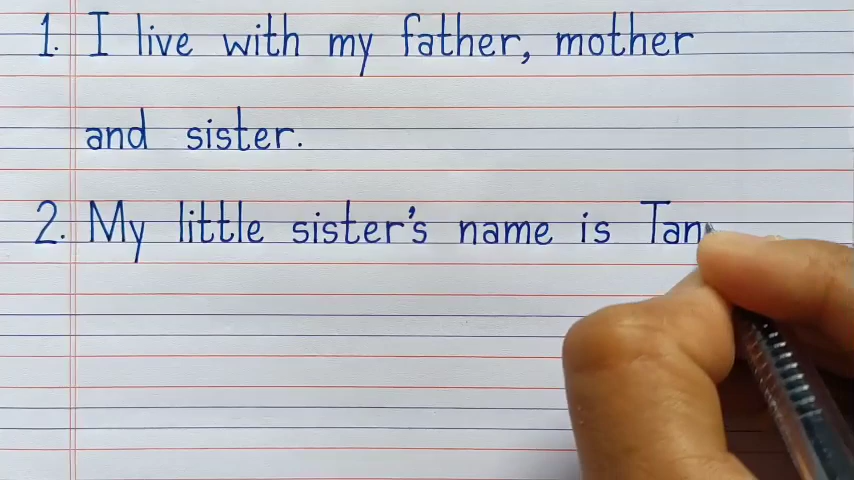 1. I live with my father, mother
and sister.
2. My little sister's name is Tan